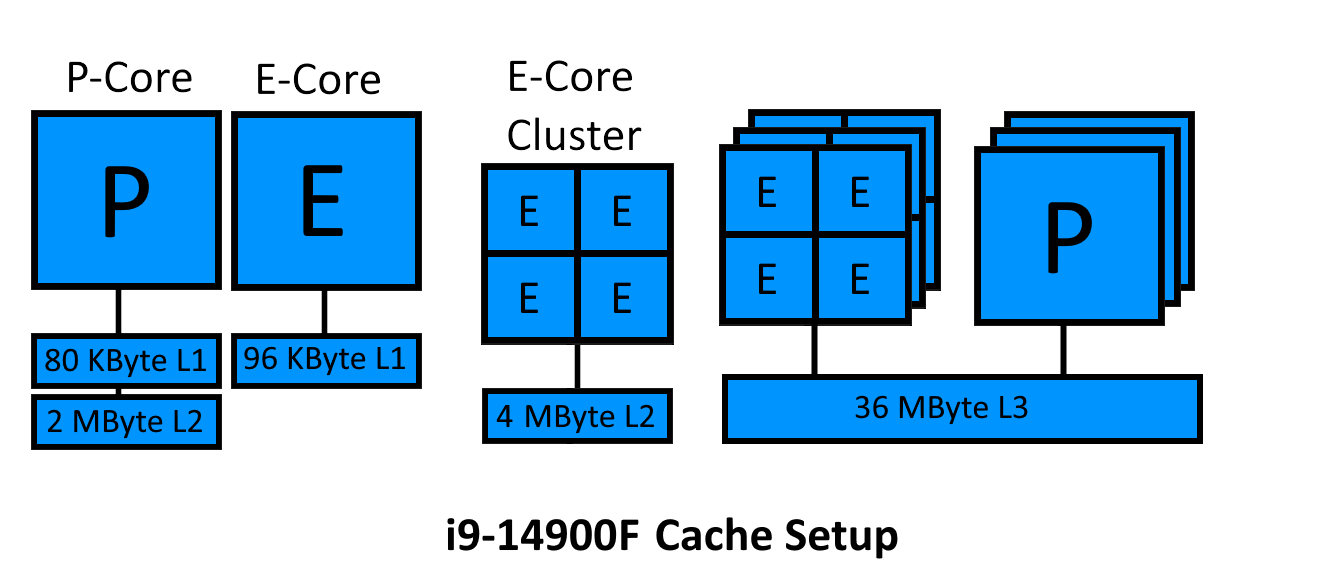 P-Core
E-Core
P
E
80 KByte L1
2 MByte L2
96 KByte L1
E-Core
Cluster
E E
E E
4 MByte L2
E E
E E
P
36 MByte L3
i9-14900F Cache Setup